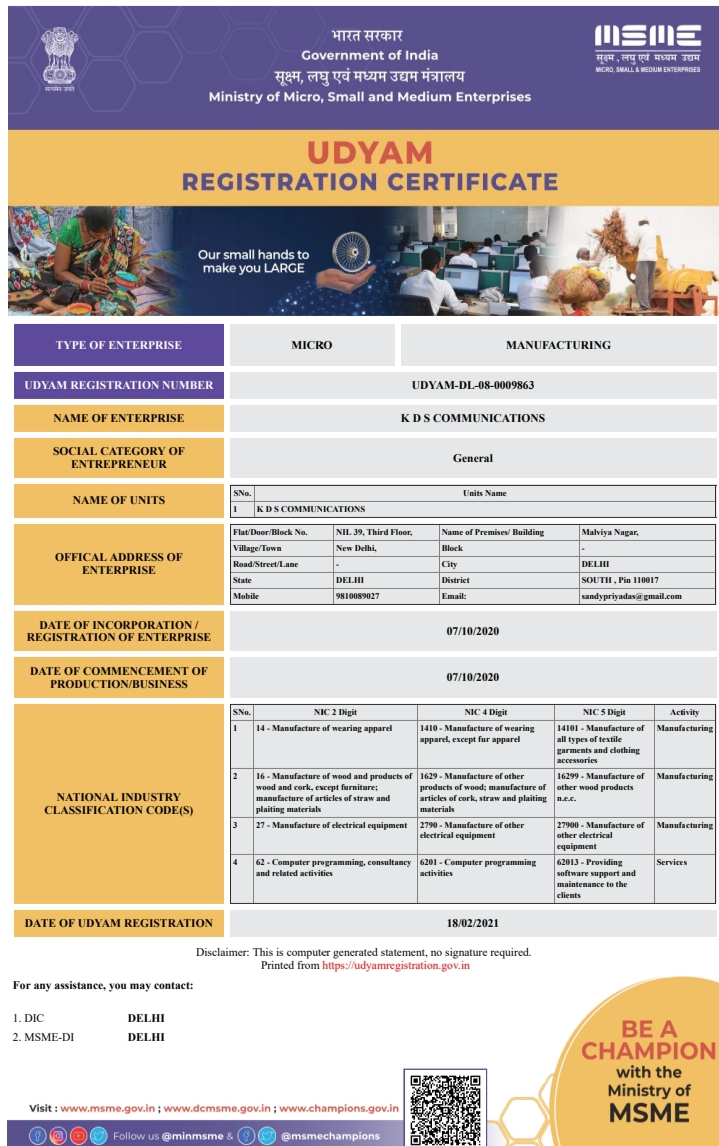 भारत सरकार
Government of India
सूक्ष्म, लघु एवं मध्यम उद्यम मंत्रालय
Ministry of Micro, Small and Medium Enterprises
सत्यमेव जयते
msme
सूक्ष्म, लघु एवं मध्यम उद्यम
MICRO, SMALL & MEDIUM ENTERPRISES
UDYAM
REGISTRATION CERTIFICATE
Our small hands to
make you LARGE
TYPE OF ENTERPRISE MICRO MANUFACTURING
UDYAM REGISTRATION NUMBER UDYAM-DL-08-0009863
NAME OF ENTERPRISE K D S COMMUNICATIONS
SOCIAL CATEGORY OF
ENTREPRENEUR
General
NAME OF UNITS
SNo. Units Name
1 K D S COMMUNICATIONS
OFFICAL ADDRESS OF
ENTERPRISE
Flat/Door/Block No. NIL 39, Third Floor, Name of Premises/ Building Malviya Nagar,
Village/Town New Delhi, Block -
Road/Street/Lane - City DELHI
State DELHI District SOUTH , Pin 110017
Mobile 9810089027 Email: sandypriyadas@gmail.com
DATE OF INCORPORATION /
REGISTRATION OF ENTERPRISE
07/10/2020
DATE OF COMMENCEMENT OF
PRODUCTION/BUSINESS
07/10/2020
NATIONAL INDUSTRY
CLASSIFICATION CODE(S)
SNo. NIC 2 Digit NIC 4 Digit NIC 5 Digit Activity
1 14 - Manufacture of wearing apparel 1410 - Manufacture of wearing 14101 - Manufacture of Manufacturing
apparel, except fur apparel all types of textile
garments and clothing
accessories
2 16 - Manufacture of wood and products of 1629 - Manufacture of other 16299 - Manufacture of Manufacturing
wood and cork, except furniture; products of wood; manufacture of other wood products
manufacture of articles of straw and articles of cork, straw and plaiting n.e.c.
plaiting materials materials
3 27 - Manufacture of electrical equipment 2790 - Manufacture of other 27900 - Manufacture of Manufacturing
electrical equipment other electrical
equipment
4 62 - Computer programming, consultancy 6201 - Computer programming 62013 - Providing Services
and related activities activities software support and
maintenance to the
clients
DATE OF UDYAM REGISTRATION 18/02/2021
Disclaimer: This is computer generated statement, no signature required.
Printed from https://udyamregistration.gov.in
For any assistance, you may contact:
1. DIC DELHI
2. MSME-DI DELHI
BE A
CHAMPION
with the
Ministry of
MSME
Visit : www.msme.gov.in ; www.dcmsme.gov.in ; www.champions.gov.in
Follow us @minmsme & @msmechampions